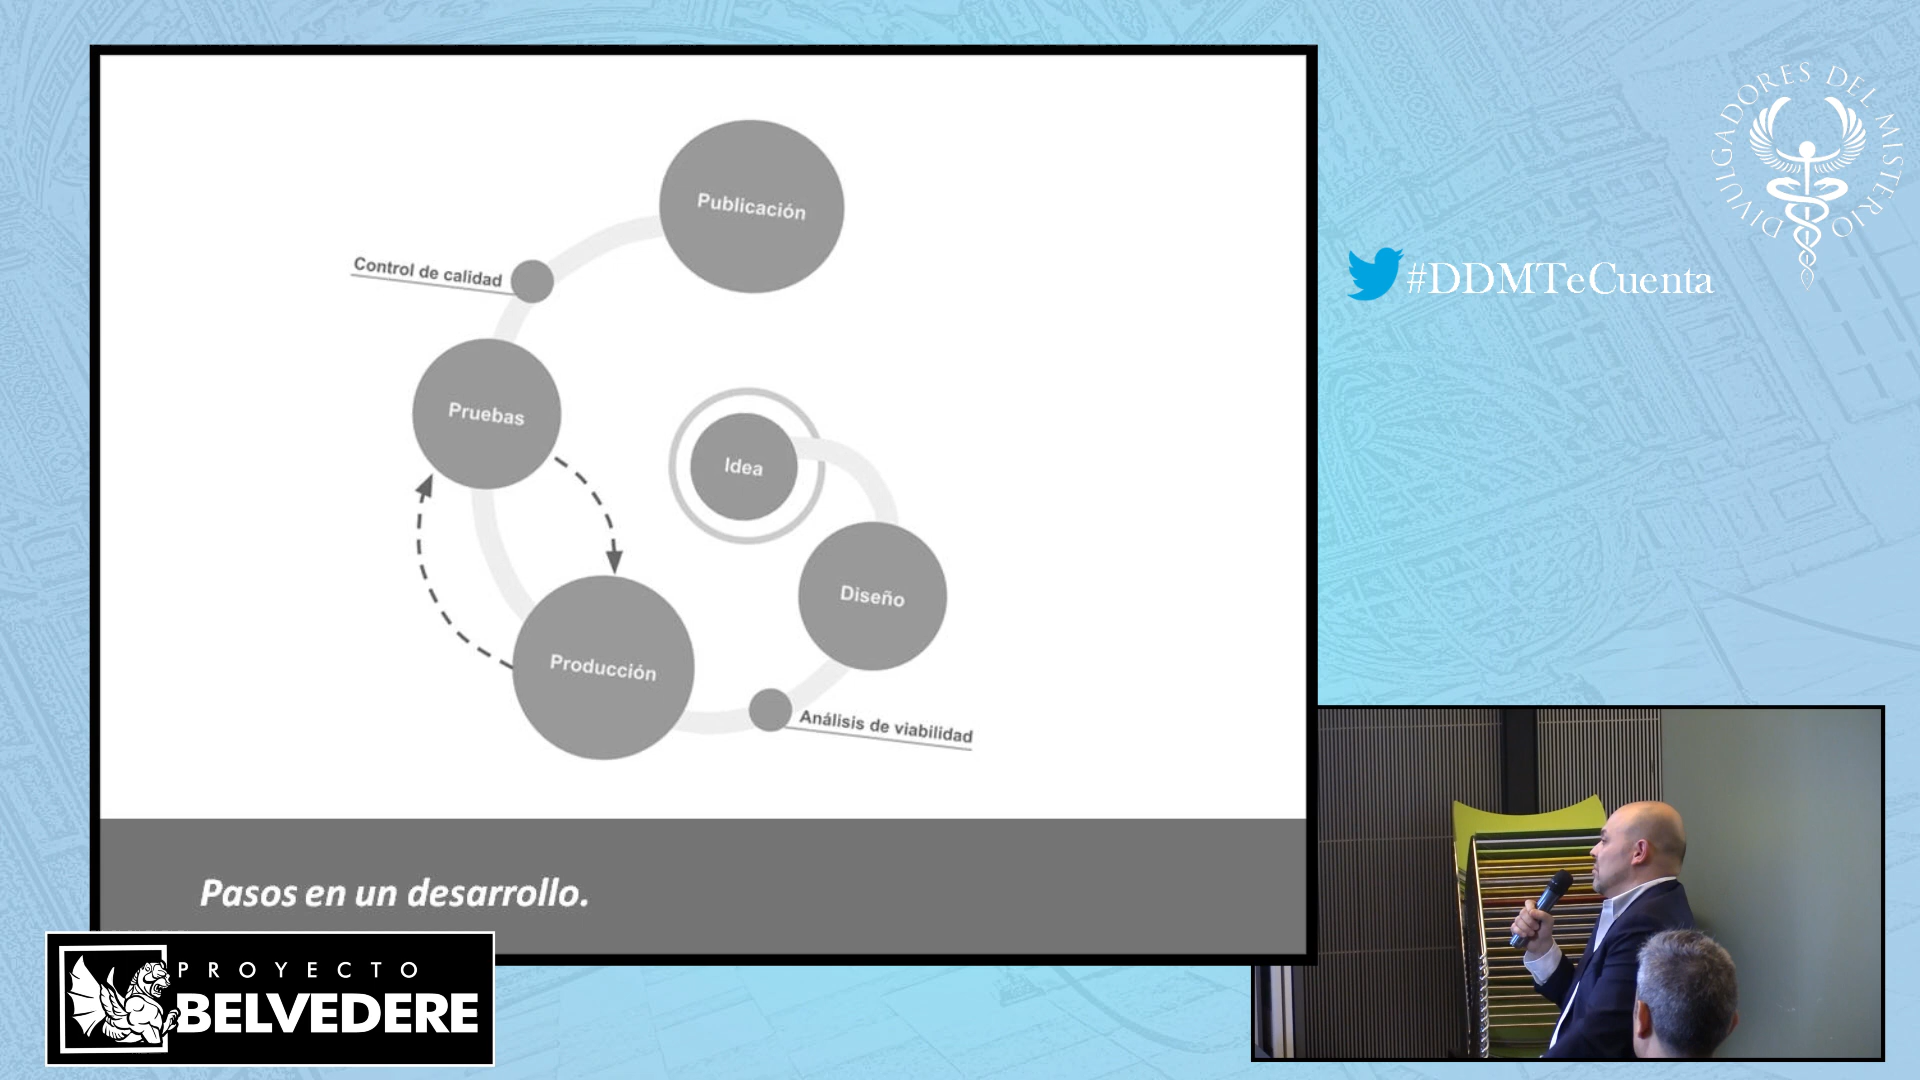 Publicación
Control de calidad
Pruebas
Idea
Diseño
Producción
Análisis de viabilidad
Pasos en un desarrollo.
PROYECTO
BELVEDERE
DIVULGADORES DEL MISTERIO
#DDMTeCuenta